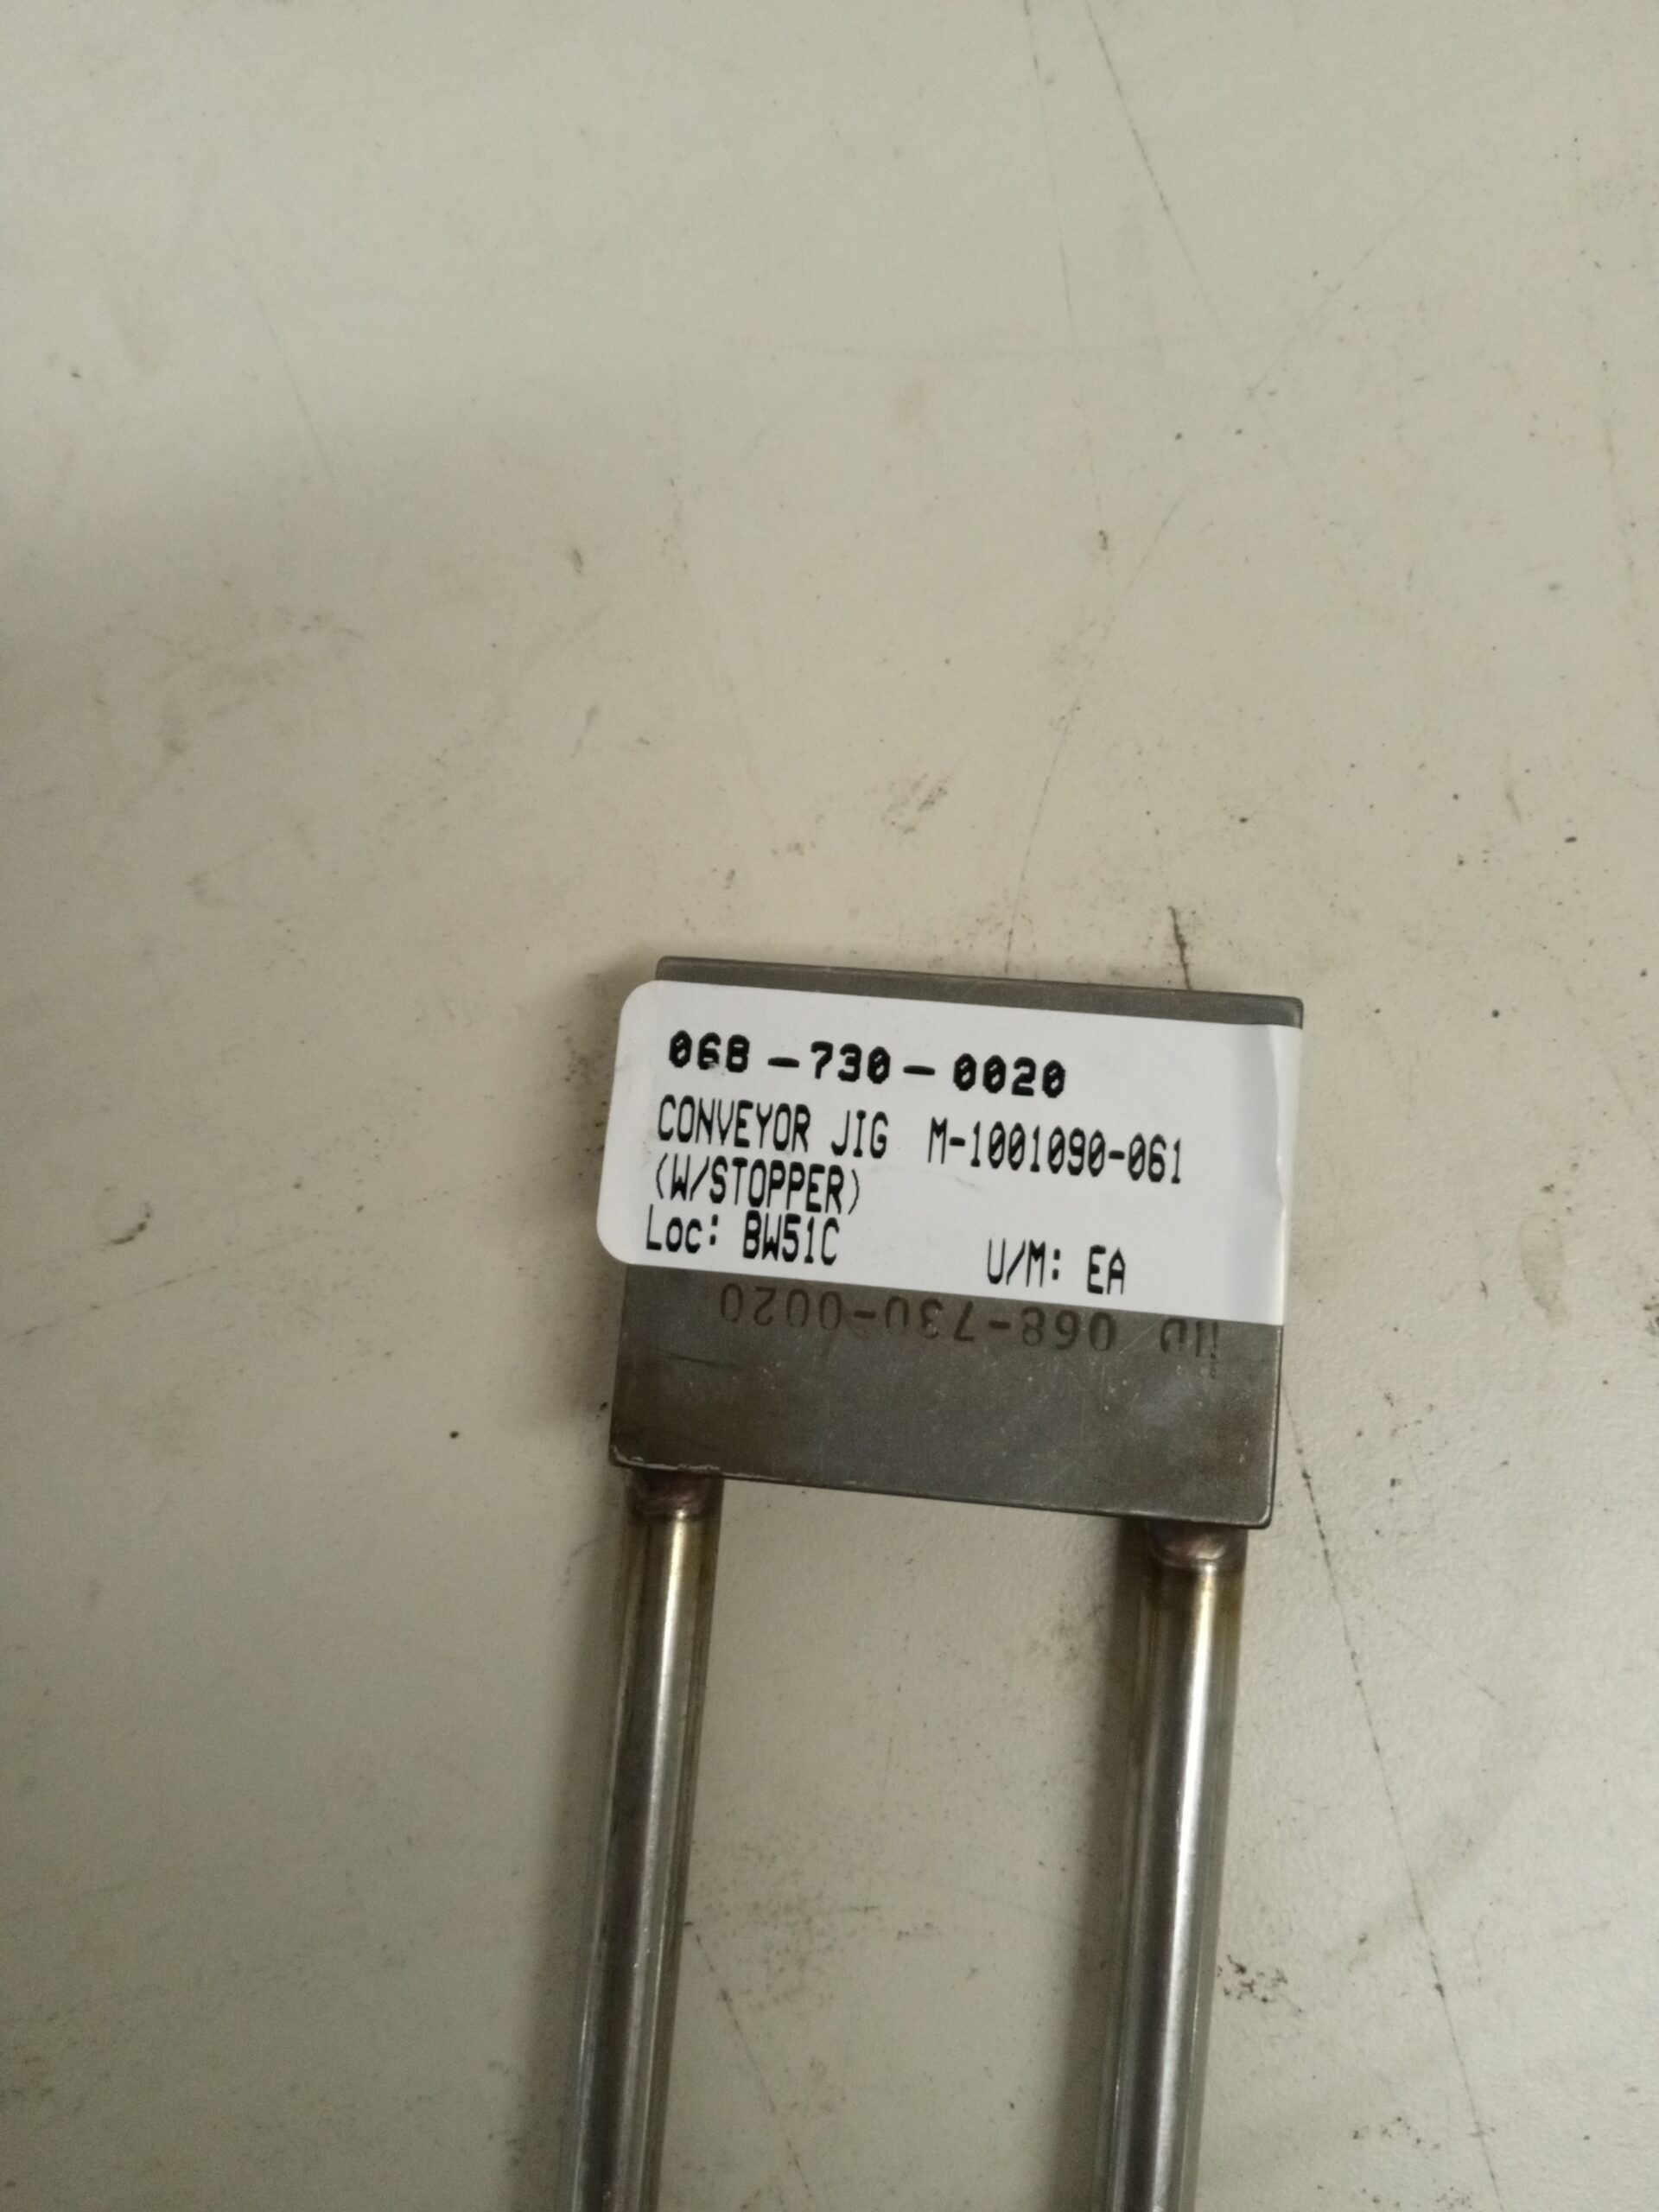 068-730-0020
CONVEYOR JIG M-1001090-061
(W/STOPPER)
Loc: BW51C U/M: EA
068-730-0020